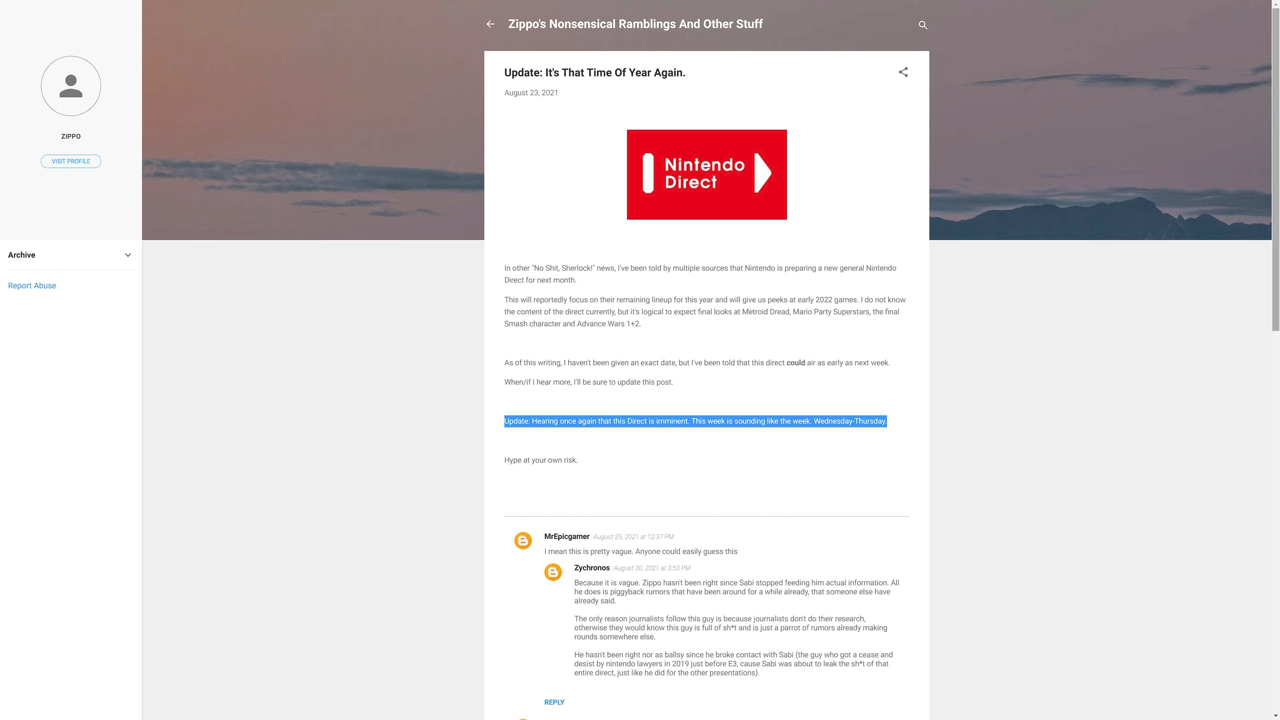 Zippo's Nonsensical Ramblings And Other Stuff
ZIPPO
VISIT PROFILE
Archive
Report Abuse
Update: It's That Time Of Year Again.
August 23, 2021
Nintendo
Direct
In other "No Shit, Sherlock!" news, I've been told by multiple sources that Nintendo is preparing a new general Nintendo
Direct for next month.
This will reportedly focus on their remaining lineup for this year and will give us peeks at early 2022 games. I do not know
the content of the direct currently, but it's logical to expect final looks at Metroid Dread, Mario Party Superstars, the final
Smash character and Advance Wars 1+2.
As of this writing, I haven't been given an exact date, but I've been told that this direct could air as early as next week.
When/if I hear more, I'll be sure to update this post.
Update: Hearing once again that this Direct is imminent. This week is sounding like the week. Wednesday-Thursday.
Hype at your own risk.
MrEpicgamer August 25, 2021 at 12:37 PM
I mean this is pretty vague. Anyone could easily guess this
Zychronos August 30, 2021 at 3:53 PM
Because it is vague. Zippo hasn't been right since Sabi stopped feeding him actual information. All
he does is piggyback rumors that have been around for a while already, that someone else have
already said.
The only reason journalists follow this guy is because journalists don't do their research,
otherwise they would know this guy is full of sh*t and is just a parrot of rumors already making
rounds somewhere else.
He hasn't been right nor as ballsy since he broke contact with Sabi (the guy who got a cease and
desist by nintendo lawyers in 2019 just before E3, cause Sabi was about to leak the sh*t of that
entire direct, just like he did for the other presentations).
REPLY